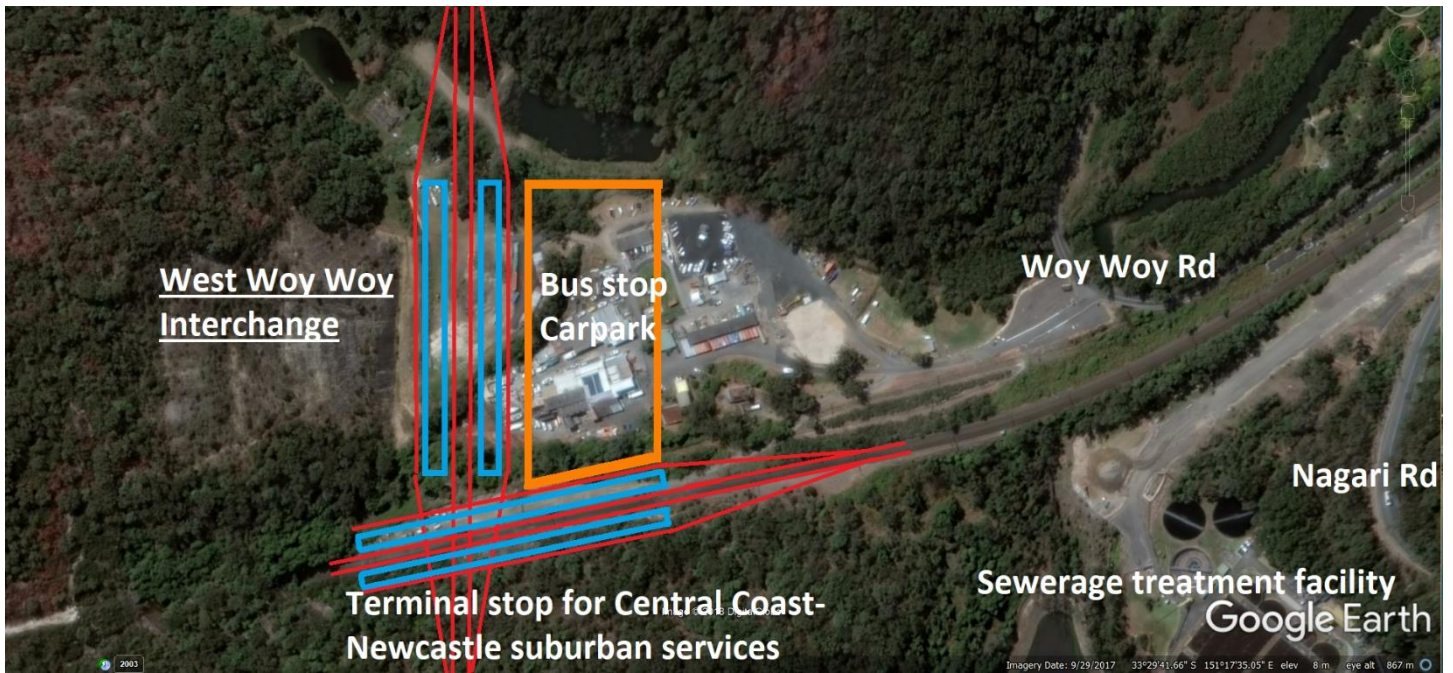 West Woy Woy
Interchange
Bus stop
Carpark
Woy Woy Rd
Nagari Rd
Sewerage treatment facility
Terminal stop for Central Coast-
Newcastle suburban services
Google Earth
2003
Imagery Date: 9/29/2017 33°29'41.66" S 151°17'35.05" E elev 8 m eye alt 867 m